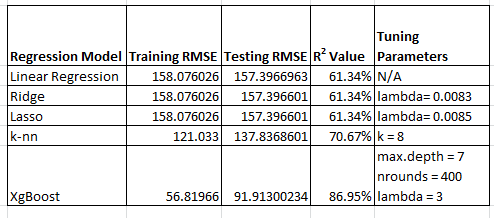 Regression Model Training RMSE Testing RMSE R² Value Tuning Parameters
Linear Regression 158.076026 157.3966963 61.34% N/A
Ridge 158.076026 157.396601 61.34% lambda= 0.0083
Lasso 158.076026 157.396601 61.34% lambda= 0.0085
k-nn 121.033 137.8368601 70.67% k = 8
XgBoost 56.81966 91.91300234 86.95% max.depth = 7
nrounds = 400
lambda = 3